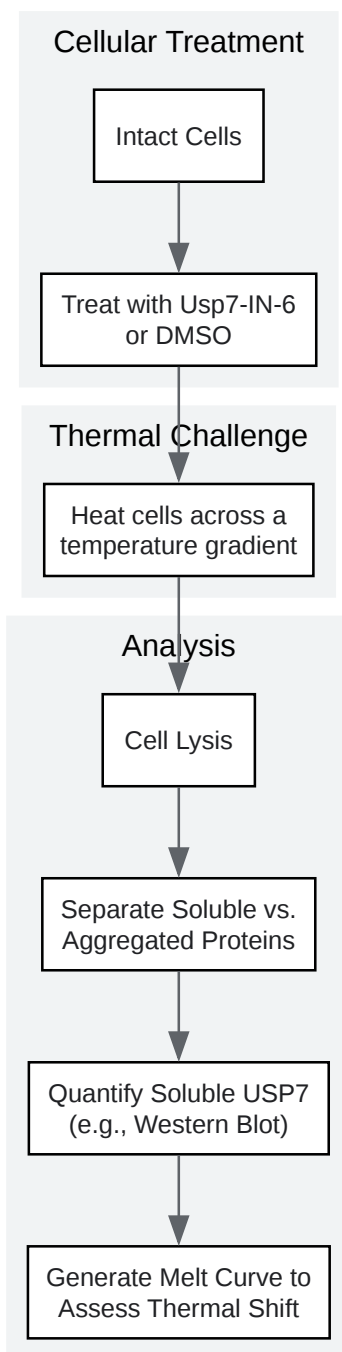 Cellular Treatment
Intact Cells
Treat with Usp7-IN-6
or DMSO
Thermal Challenge
Heat cells across a
temperature gradient
Analysis
Cell Lysis
Separate Soluble vs.
Aggregated Proteins
Quantify Soluble USP7
(e.g., Western Blot)
Generate Melt Curve to
Assess Thermal Shift